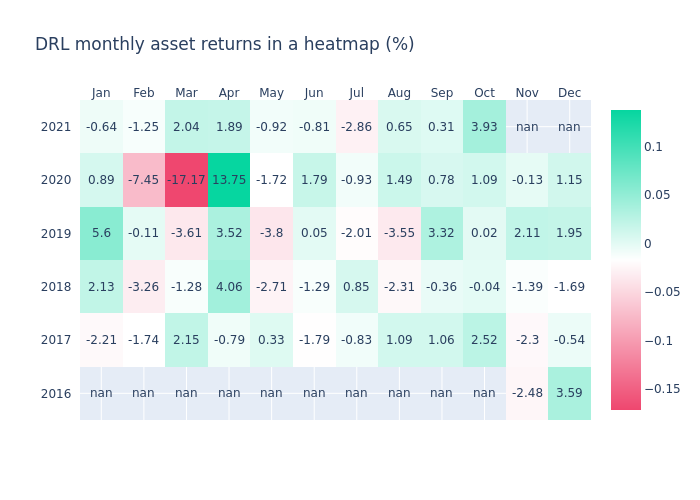 DRL monthly asset returns in a heatmap (%)
Jan Feb Mar Apr May Jun Jul Aug Sep Oct Nov Dec
2021 -0.64 -1.25 2.04 1.89 -0.92 -0.81 -2.86 0.65 0.31 3.93 nan nan
2020 0.89 -7.45 -17.17 13.75 -1.72 1.79 -0.93 1.49 0.78 1.09 -0.13 1.15
2019 5.6 -0.11 -3.61 3.52 -3.8 0.05 -2.01 -3.55 3.32 0.02 2.11 1.95
2018 2.13 -3.26 -1.28 4.06 -2.71 -1.29 0.85 -2.31 -0.36 -0.04 -1.39 -1.69
2017 -2.21 -1.74 2.15 -0.79 0.33 -1.79 -0.83 1.09 1.06 2.52 -2.3 -0.54
2016 nan nan nan nan nan nan nan nan nan nan -2.48 3.59
0.1
0.05
0
−0.05
−0.1
−0.15